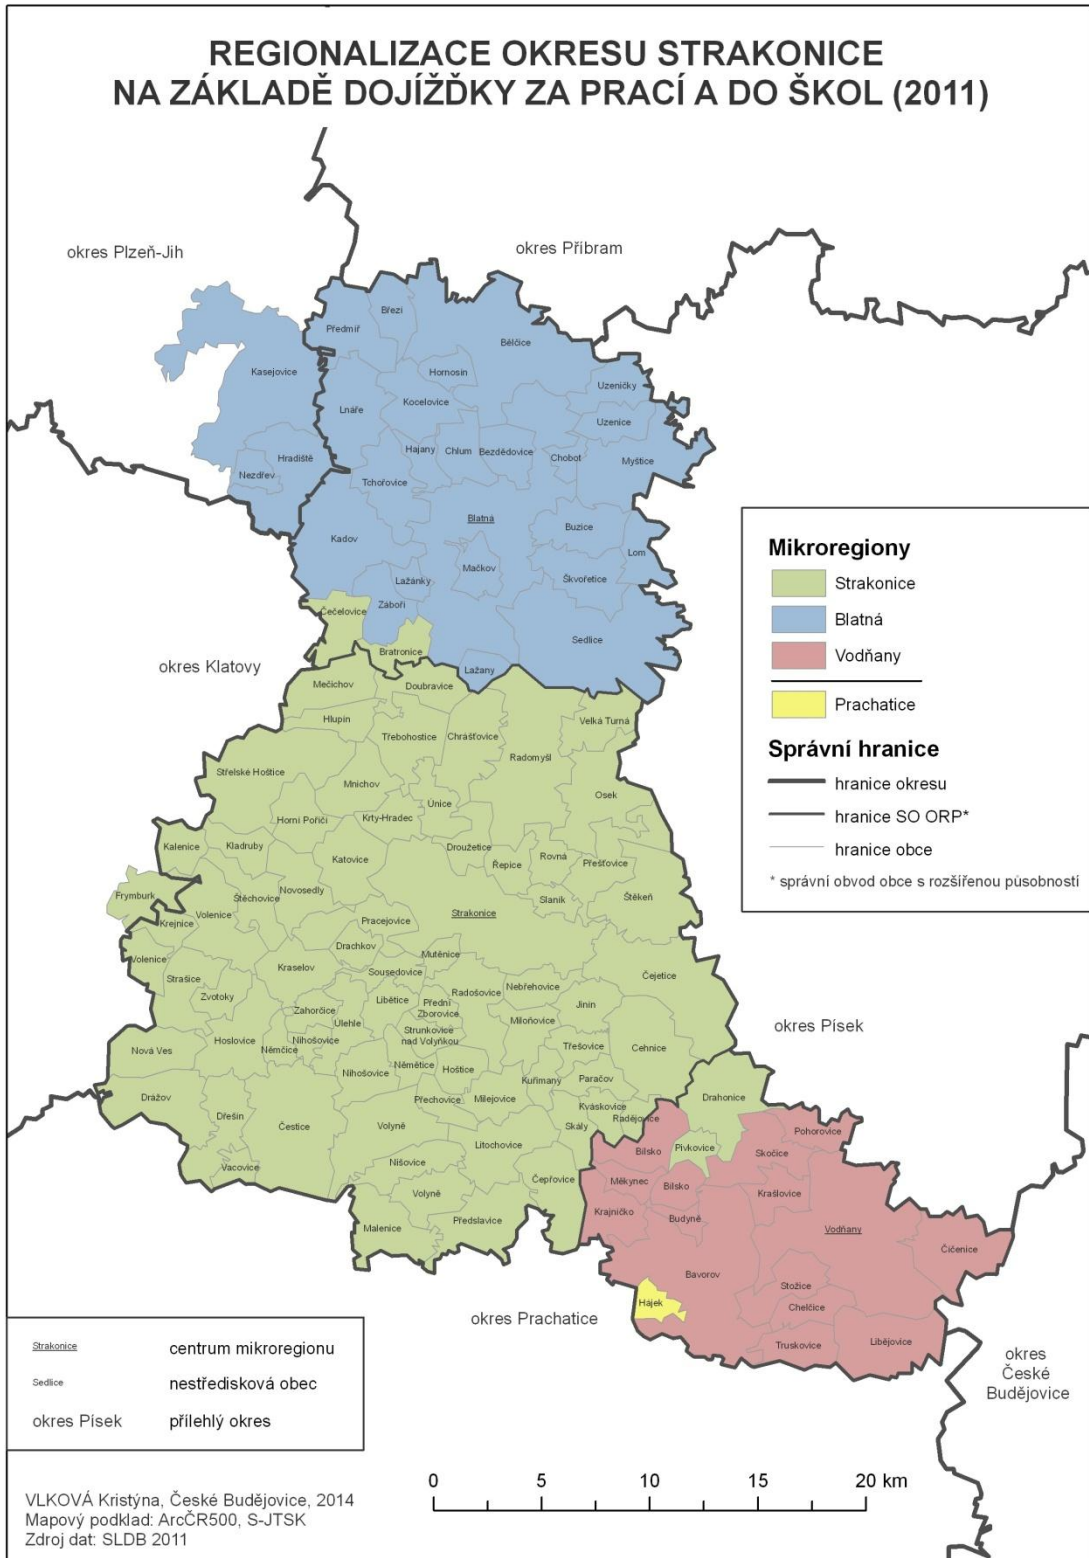 REGIONALIZACE OKRESU STRAKONICE
NA ZÁKLADĚ DOJÍŽĎKY ZA PRACÍ A DO ŠKOL (2011)
okres Plzeň-Jih
okres Příbram
Březí
Předmíř
Bělčice
Kasejovice
Hornosín
Uzeničky
Lnáře
Kocelovice
Uzenice
Hradiště
Hajany
Chlum
Bezdědovice
Chobot
Myštice
Nezdřev
Tchořovice
Blatná
Buzice
Kadov
Lom
Mačkov
Lažánky
Škvořetice
Záboří
Čečelovice
Sedlice
Bratronice
okres Klatovy
Lažany
Mečichov
Doubravice
Hlupín
Velká Turná
Třebohostice
Chrášťovice
Radomyšl
Střelské Hoštice
Mnichov
Osek
Únice
Horní Poříčí
Krty-Hradec
Kalenice
Kladruby
Katovice
Droužetice
Řepice
Rovná
Přešťovice
Frymburk
Štěchovice
Novosedly
Slaník
Štěkeň
Volenice
Strakonice
Krejnice
Pracejovice
Drachkov
Mutěnice
Volenice
Kraselov
Sousedovice
Strašice
Čejetice
Nebřehovice
Zvotoky
Libětice
Přední
Zborovice
Radošovice
Jinín
Zahorčice
Úlehle
Miloňovice
okres Písek
Strunkovice
nad Volyňkou
Hoslovice
Nihošovice
Němčice
Třešovice
Cehnice
Nová Ves
Němětice
Hoštice
Nihošovice
Kuřimany
Paračov
Drážov
Přechovice
Milejovice
Drahonice
Kváskovice
Dřešín
Radějovice
Čestice
Volyně
Skály
Pohorovice
Litochovice
Pivkovice
Bilsko
Skočice
Vacovice
Nišovice
Čepřovice
Měkynec
Bilsko
Krašlovice
Volyně
Krajníčko
Budyně
Malenice
Předslavice
Vodňany
Číčenice
Bavorov
Stožice
Hájek
Chelčice
okres Prachatice
Truskovice
Libějovice
okres
České
Budějovice
Mikroregiony
Strakonice
Blatná
Vodňany
Prachatice
Správní hranice
hranice okresu
hranice SO ORP*
hranice obce
* správní obvod obce s rozšířenou působností
Strakonice centrum mikroregionu
Sedlice nestředisková obec
okres Písek přílehlý okres
0 5 10 15 20 km
VLKOVÁ Kristýna, České Budějovice, 2014
Mapový podklad: ArcČR500, S-JTSK
Zdroj dat: SLDB 2011